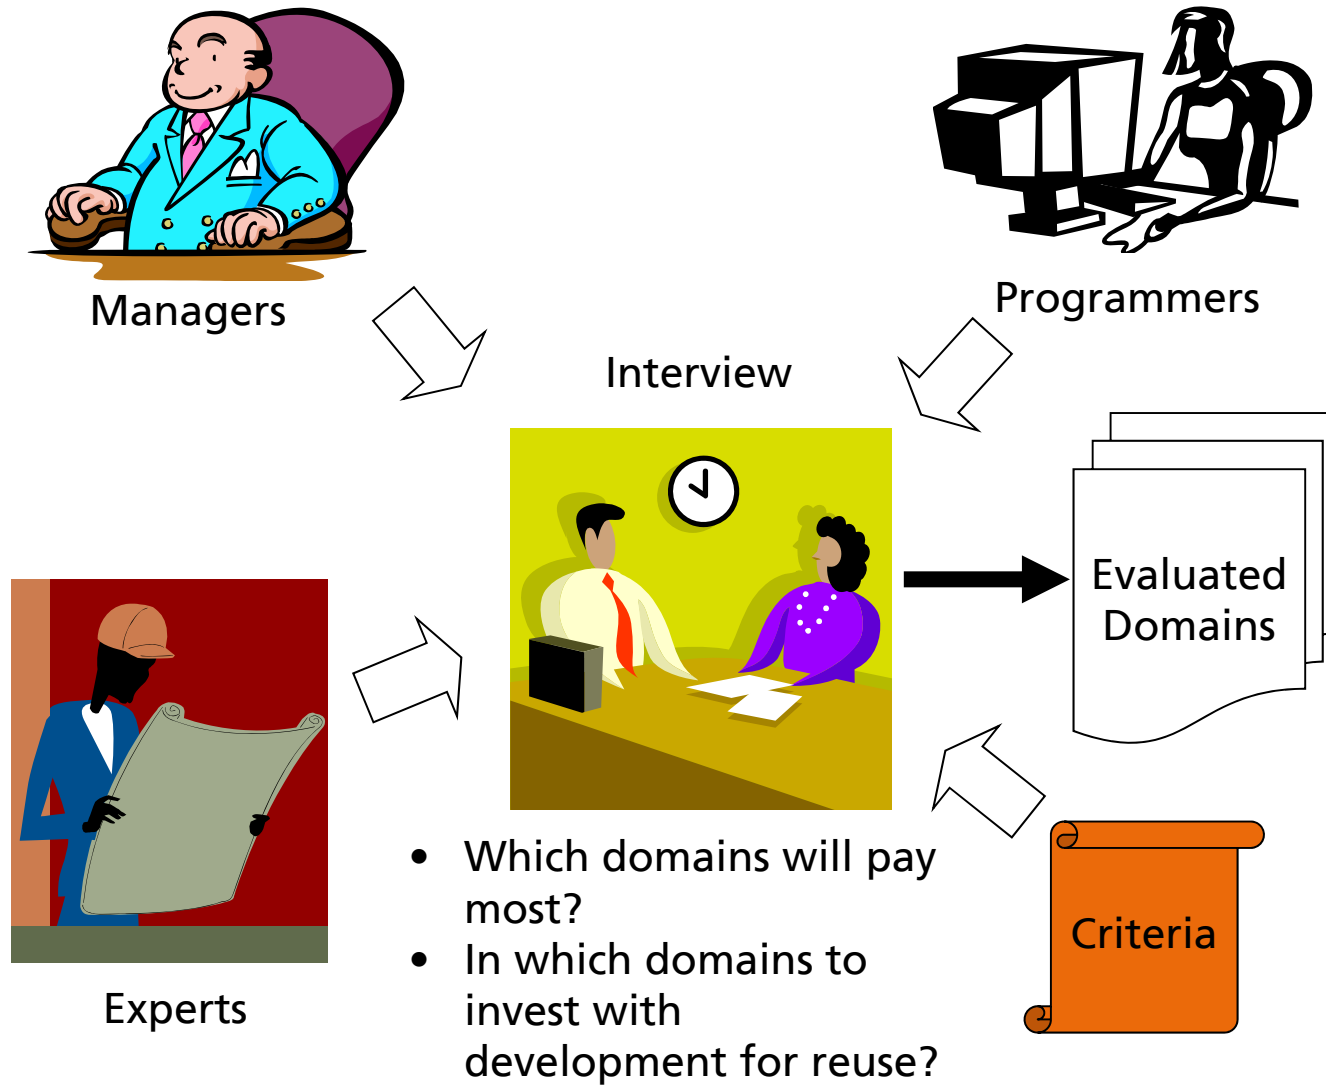 Managers
Programmers
Interview
Evaluated
Domains
Experts
• Which domains will pay
most?
• In which domains to
invest with
development for reuse?
Criteria